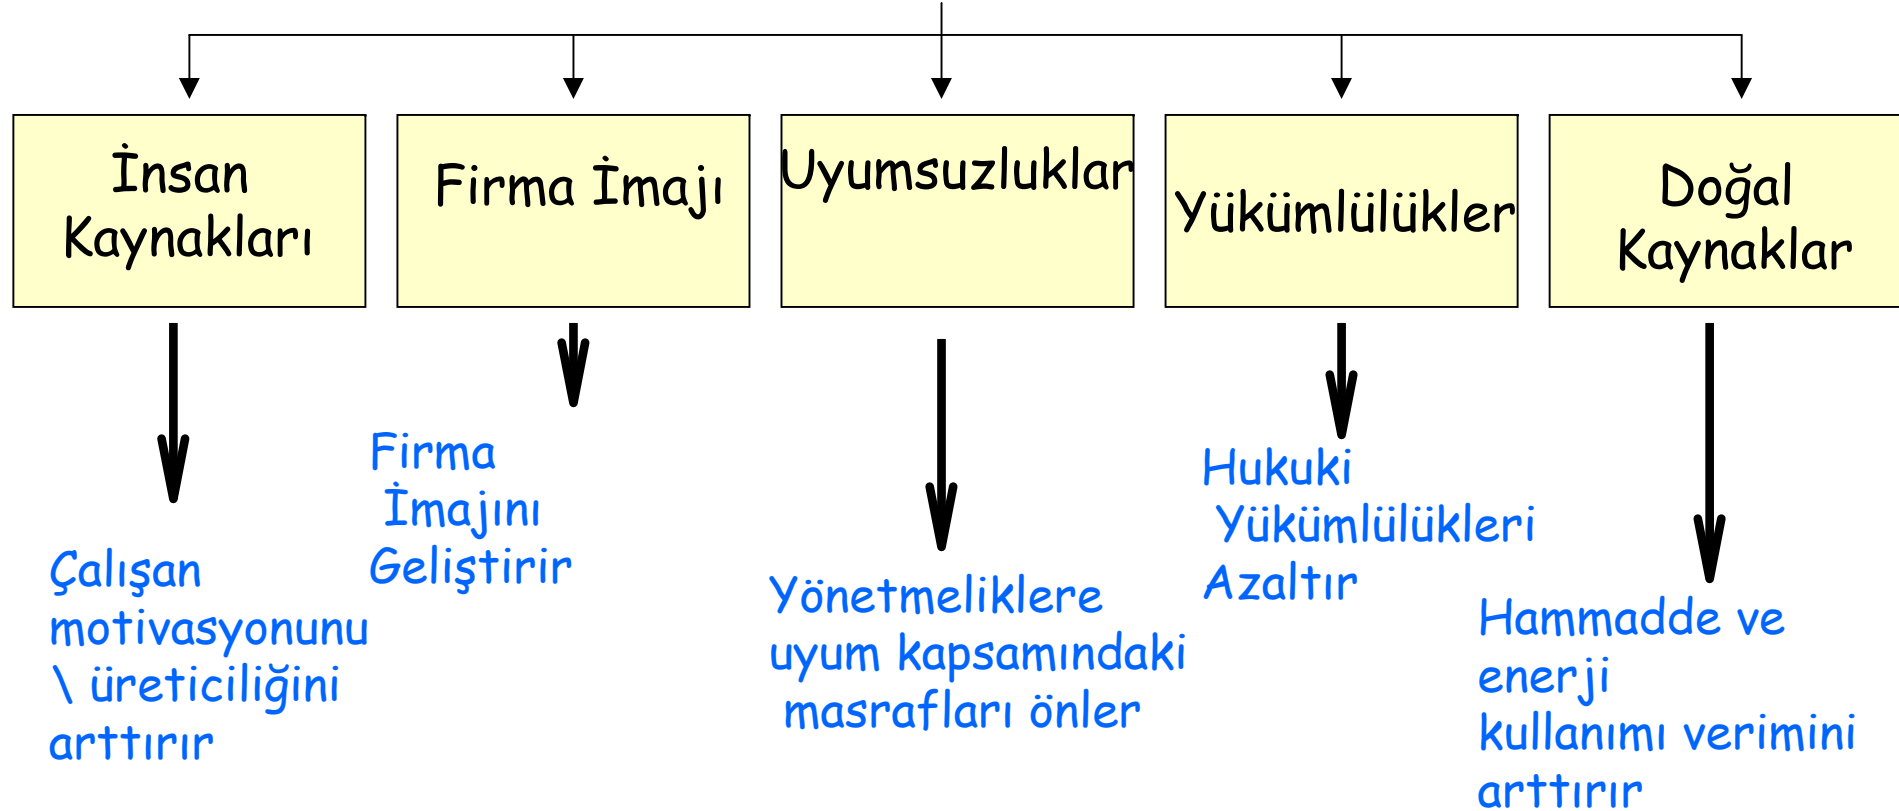 İnsan
Kaynakları
Firma İmajı
Uyumsuzluklar
Yükümlülükler
Doğal
Kaynaklar
Çalışan
motivasyonunu
\ üreticiliğini
arttırır
Firma
İmajını
Geliştirir
Yönetmeliklere
uyum kapsamındaki
masrafları önler
Hukuki
Yükümlülükleri
Azaltır
Hammadde ve
enerji
kullanımı verimini
arttırır